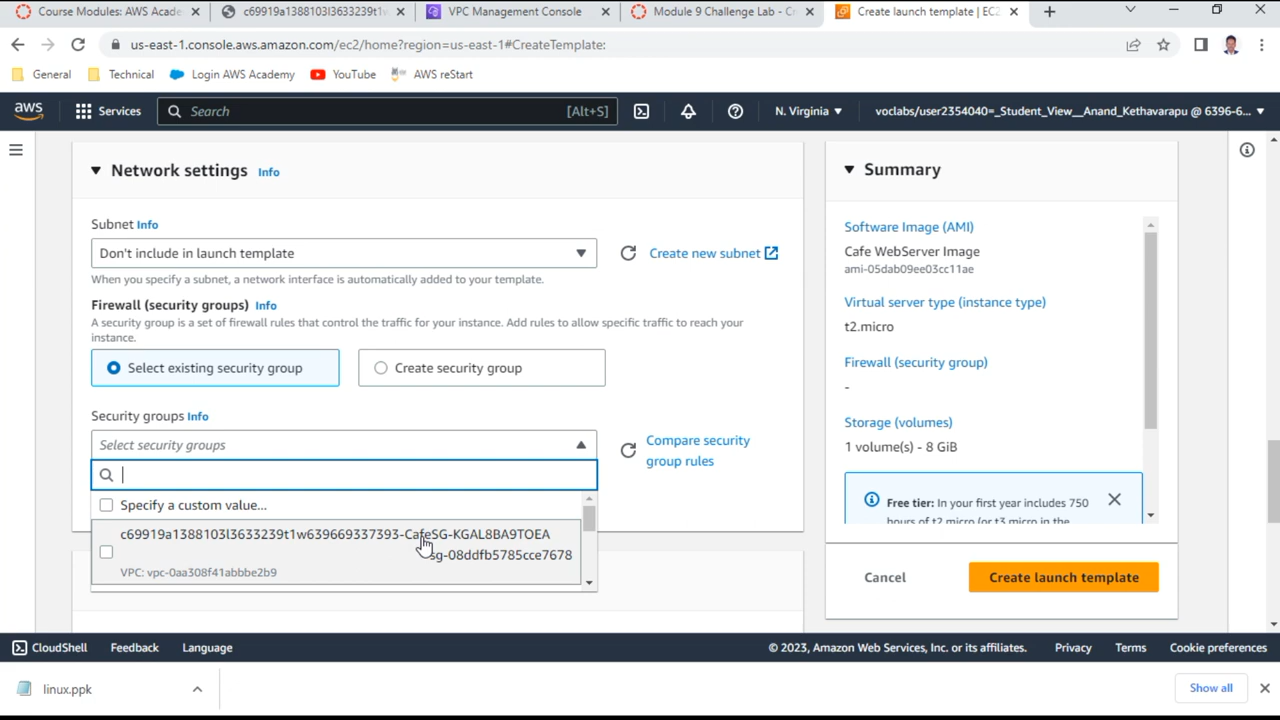 Course Modules: AWS Acade
c69919a1388103l3633239t1w
VPC Management Console
Module 9 Challenge Lab - Cr
Create launch template | EC2
us-east-1.console.aws.amazon.com/ec2/home?region=us-east-1#CreateTemplate:
General
Technical
Login AWS Academy
YouTube
AWS reStart
aws
Services
Search
[Alt+S]
N. Virginia
voclabs/user2354040=_Student_View__Anand_Kethavarapu @ 6396-6...
Network settings Info
Subnet Info
Don't include in launch template
Create new subnet
When you specify a subnet, a network interface is automatically added to your template.
Firewall (security groups) Info
A security group is a set of firewall rules that control the traffic for your instance. Add rules to allow specific traffic to reach your
instance.
Select existing security group
Create security group
Security groups Info
Select security groups
Compare security
group rules
Specify a custom value...
c69919a1388103l3633239t1w639669337393-CafeSG-KGAL8BA9TOEA
sg-08ddfb5785cce7678
VPC: vpc-0aa308f41abbbe2b9
Summary
Software Image (AMI)
Cafe WebServer Image
ami-05dab09ee03cc11ae
Virtual server type (instance type)
t2.micro
Firewall (security group)
-
Storage (volumes)
1 volume(s) - 8 GiB
Free tier: In your first year includes 750
hours of t2.micro (or t3.micro in the
Cancel
Create launch template
CloudShell
Feedback
Language
© 2023, Amazon Web Services, Inc. or its affiliates.
Privacy
Terms
Cookie preferences
linux.ppk
Show all